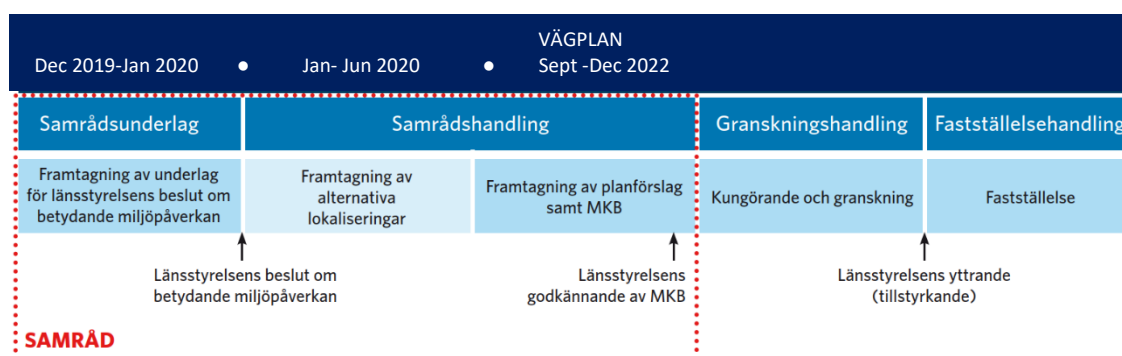 VÄGPLAN
Dec 2019-Jan 2020 • Jan- Jun 2020 • Sept -Dec 2022
Samrådsunderlag Samrådshandling Granskningshandling Fastställelsehandling
Framtagning av underlag
för länsstyrelsens beslut om
betydande miljöpåverkan
Framtagning av
alternativa
lokaliseringar
Framtagning av planförslag
samt MKB
Kungörande och granskning
Fastställelse
Länsstyrelsens beslut om
betydande miljöpåverkan
Länsstyrelsens
godkännande av MKB
Länsstyrelsens yttrande
(tillstyrkande)
SAMRÅD